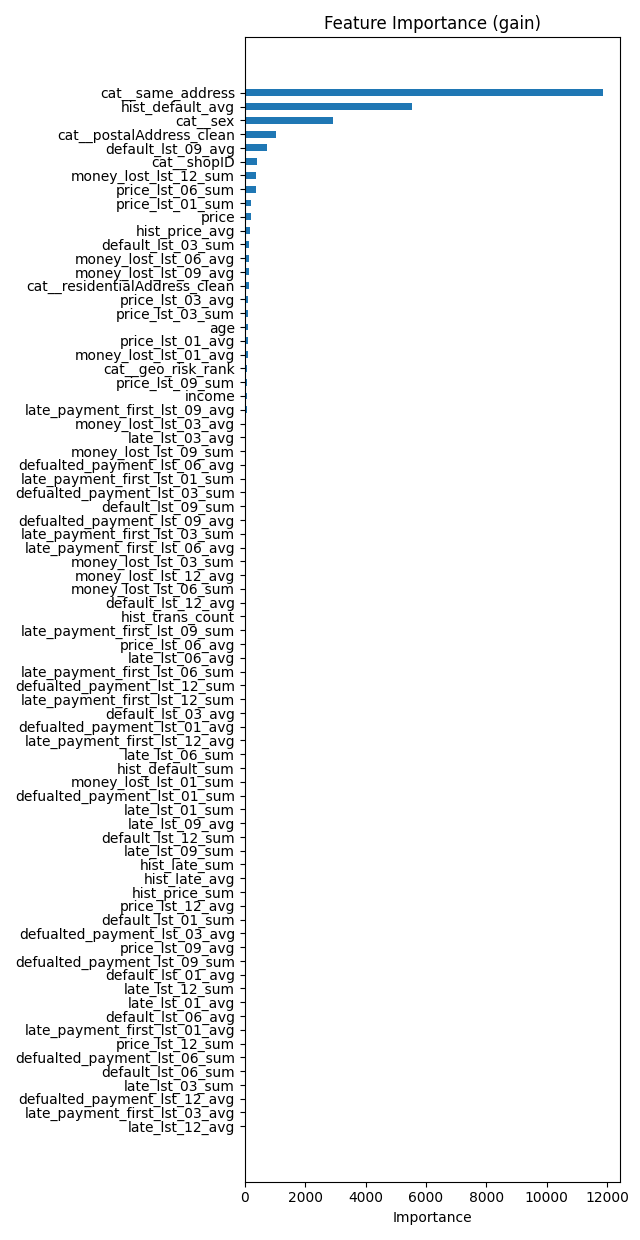 Feature Importance (gain)
cat__same_address
hist_default_avg
cat__sex
cat__postalAddress_clean
default_lst_09_avg
cat__shopID
money_lost_lst_12_sum
price_lst_06_sum
price_lst_01_sum
price
hist_price_avg
default_lst_03_sum
money_lost_lst_06_avg
money_lost_lst_09_avg
cat__residentialAddress_clean
price_lst_03_avg
price_lst_03_sum
age
price_lst_01_avg
money_lost_lst_01_avg
cat__geo_risk_rank
price_lst_09_sum
income
late_payment_first_lst_09_avg
money_lost_lst_03_avg
late_lst_03_avg
money_lost_lst_09_sum
defualted_payment_lst_06_avg
late_payment_first_lst_01_sum
defualted_payment_lst_03_sum
default_lst_09_sum
defualted_payment_lst_09_avg
late_payment_first_lst_03_sum
late_payment_first_lst_06_avg
money_lost_lst_03_sum
money_lost_lst_12_avg
money_lost_lst_06_sum
default_lst_12_avg
hist_trans_count
late_payment_first_lst_09_sum
price_lst_06_avg
late_lst_06_avg
late_payment_first_lst_06_sum
defualted_payment_lst_12_sum
late_payment_first_lst_12_sum
default_lst_03_avg
defualted_payment_lst_01_avg
late_payment_first_lst_12_avg
late_lst_06_sum
hist_default_sum
money_lost_lst_01_sum
defualted_payment_lst_01_sum
late_lst_01_sum
late_lst_09_avg
default_lst_12_sum
late_lst_09_sum
hist_late_sum
hist_late_avg
hist_price_sum
price_lst_12_avg
default_lst_01_sum
defualted_payment_lst_03_avg
price_lst_09_avg
defualted_payment_lst_09_sum
default_lst_01_avg
late_lst_12_sum
late_lst_01_avg
default_lst_06_avg
late_payment_first_lst_01_avg
price_lst_12_sum
defualted_payment_lst_06_sum
default_lst_06_sum
late_lst_03_sum
defualted_payment_lst_12_avg
late_payment_first_lst_03_avg
late_lst_12_avg
0 2000 4000 6000 8000 10000 12000
Importance